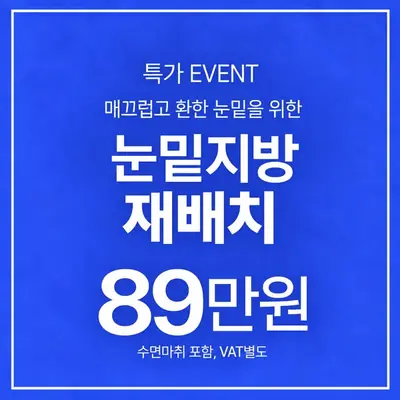 특가 EVENT
매끄럽고 환한 눈밑을 위한
눈밑지방
재배치
89만원
수면마취 포함, VAT별도